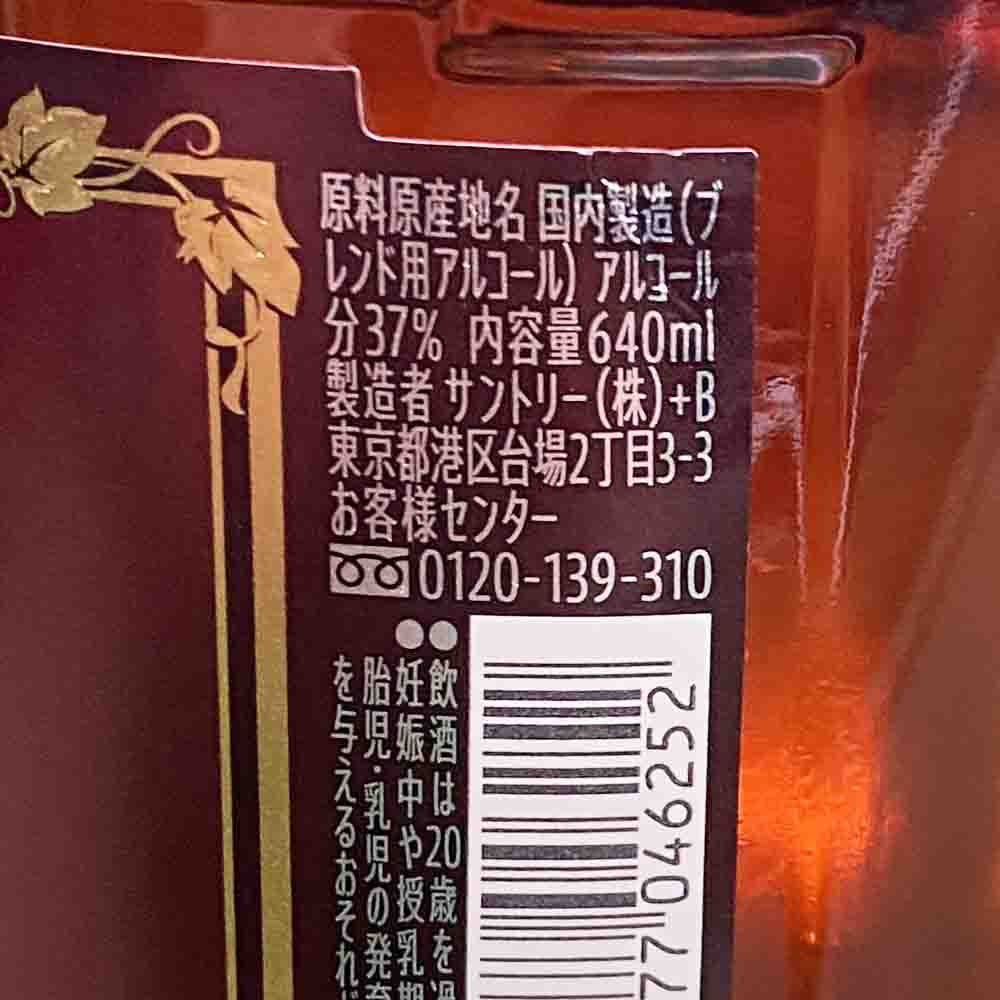 原料原産地名 国内製造(ブ
レンド用アルコール) アルコール
分37% 内容量640ml
製造者 サントリー(株)+B
東京都港区台場2丁目3-3
お客様センター
0120-139-310
●飲酒は20歳を過
●妊娠中や授乳期
胎児・乳児の発育
を与えるおそれ
77 046252